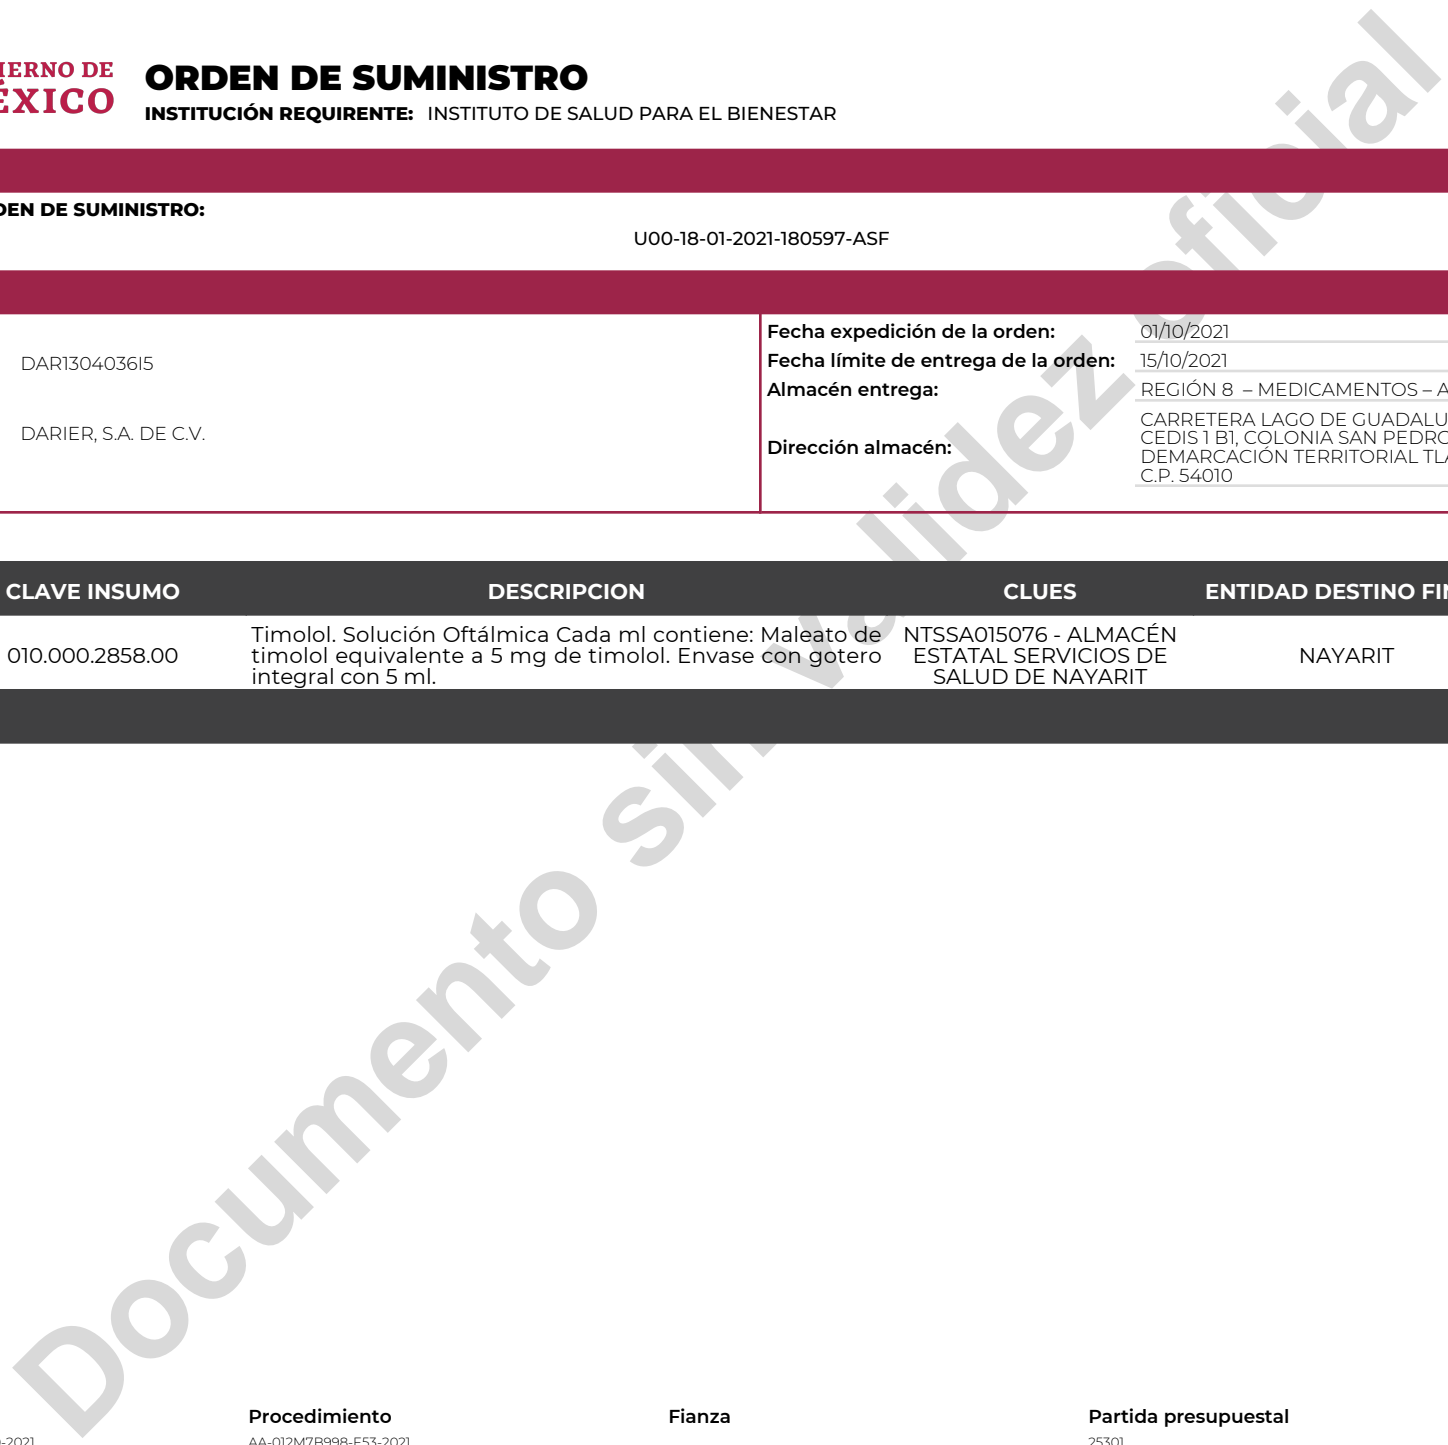 IERNO DE
ÉXICO
ORDEN DE SUMINISTRO
INSTITUCIÓN REQUIRENTE: INSTITUTO DE SALUD PARA EL BIENESTAR
DEN DE SUMINISTRO:
U00-18-01-2021-180597-ASF
DAR1304036I5
DARIER, S.A. DE C.V.
Fecha expedición de la orden: 01/10/2021
Fecha límite de entrega de la orden: 15/10/2021
Almacén entrega: REGIÓN 8 – MEDICAMENTOS – A
Dirección almacén:
CARRETERA LAGO DE GUADALU
CEDIS 1 B1, COLONIA SAN PEDRO
DEMARCACIÓN TERRITORIAL TLA
C.P. 54010
CLAVE INSUMO DESCRIPCION CLUES ENTIDAD DESTINO FIN
010.000.2858.00
Timolol. Solución Oftálmica Cada ml contiene: Maleato de
timolol equivalente a 5 mg de timolol. Envase con gotero
integral con 5 ml.
NTSSA015076 - ALMACÉN
ESTATAL SERVICIOS DE
SALUD DE NAYARIT
NAYARIT
Documento sin validez oficial
Procedimiento Fianza Partida presupuestal
-2021 AA-012M7B998-E53-2021 25301